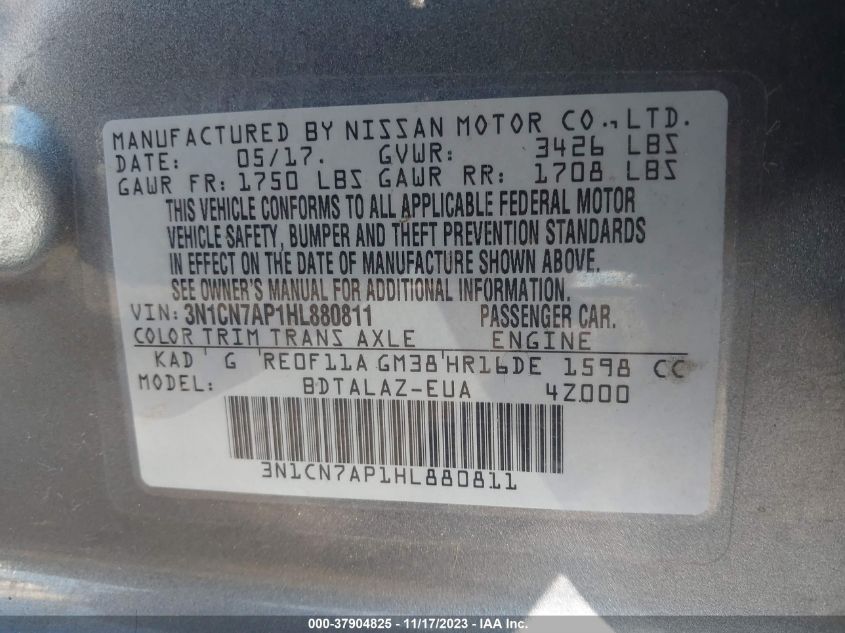 MANUFACTURED BY NISSAN MOTOR CO., LTD.
DATE: 05/17. GVWR: 3426 LBS
GAWR FR: 1750 LBS GAWR RR: 1708 LBS
THIS VEHICLE CONFORMS TO ALL APPLICABLE FEDERAL MOTOR
VEHICLE SAFETY, BUMPER AND THEFT PREVENTION STANDARDS
IN EFFECT ON THE DATE OF MANUFACTURE SHOWN ABOVE.
SEE OWNER'S MANUAL FOR ADDITIONAL INFORMATION.
VIN: 3N1CN7AP1HL880811 PASSENGER CAR.
COLOR TRIM TRANS AXLE ENGINE
KAD G RE0F11A GM38 HR16DE 1598 CC
MODEL: BDTALAZ-EUA 4Z000
3N1CN7AP1HL880811
000-37904825 - 11/17/2023 - IAA Inc.